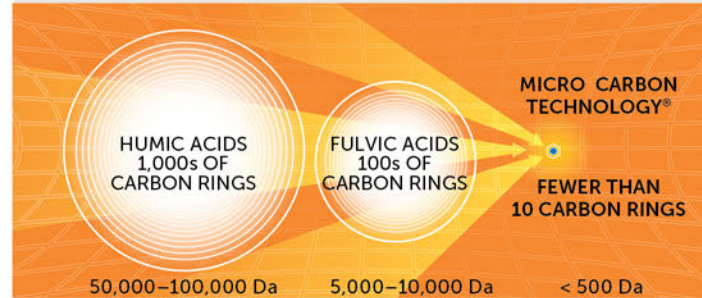 HUMIC ACIDS
1,000s OF
CARBON RINGS
50,000–100,000 Da
FULVIC ACIDS
100s OF
CARBON RINGS
5,000–10,000 Da
MICRO CARBON
TECHNOLOGY®
FEWER THAN
10 CARBON RINGS
< 500 Da